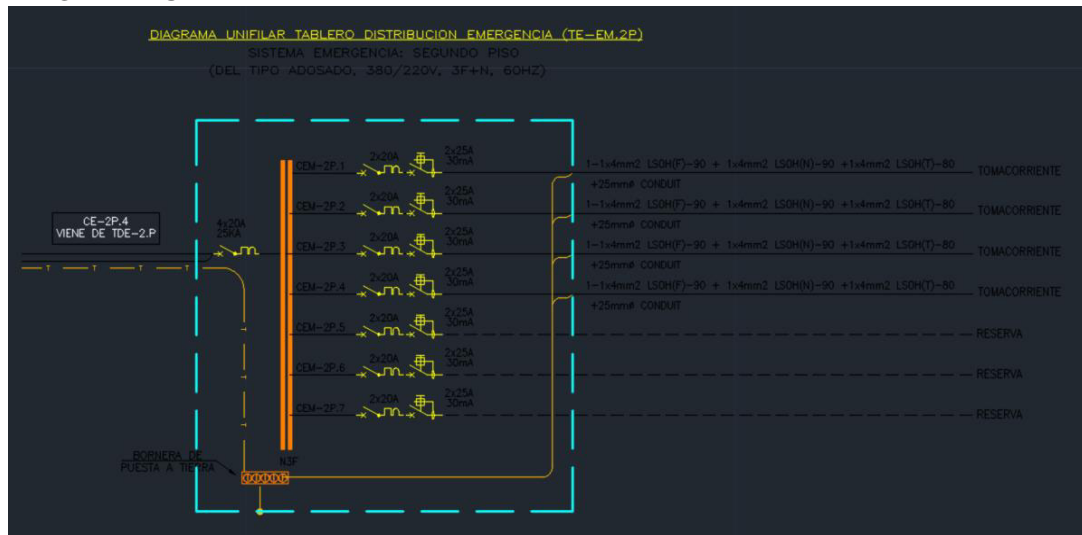 DIAGRAMA UNIFILAR TABLERO DISTRIBUCION EMERGENCIA (TE-EM.2P)
SISTEMA EMERGENCIA: SEGUNDO PISO
(DEL TIPO ADOSADO, 380/220V, 3F+N, 60HZ)
CE-2P.4
VIENE DE TDE-2.P
4x20A
25KA
CEM-2P.1
2x20A
2x25A
30mA
1-1x4mm2 LSOH(F)-90 + 1x4mm2 LSOH(N)-90 +1x4mm2 LSOH(T)-80
+25mmø CONDUIT
TOMACORRIENTE
CEM-2P.2
2x20A
2x25A
30mA
1-1x4mm2 LSOH(F)-90 + 1x4mm2 LSOH(N)-90 +1x4mm2 LSOH(T)-80
+25mmø CONDUIT
TOMACORRIENTE
CEM-2P.3
2x20A
2x25A
30mA
1-1x4mm2 LSOH(F)-90 + 1x4mm2 LSOH(N)-90 +1x4mm2 LSOH(T)-80
+25mmø CONDUIT
TOMACORRIENTE
CEM-2P.4
2x20A
2x25A
30mA
1-1x4mm2 LSOH(F)-90 + 1x4mm2 LSOH(N)-90 +1x4mm2 LSOH(T)-80
+25mmø CONDUIT
TOMACORRIENTE
CEM-2P.5
2x20A
2x25A
30mA
RESERVA
CEM-2P.6
2x20A
2x25A
30mA
RESERVA
CEM-2P.7
2x20A
2x25A
30mA
RESERVA
T T T T
T
T
T
BORNERA DE
PUESTA A TIERRA
N3F